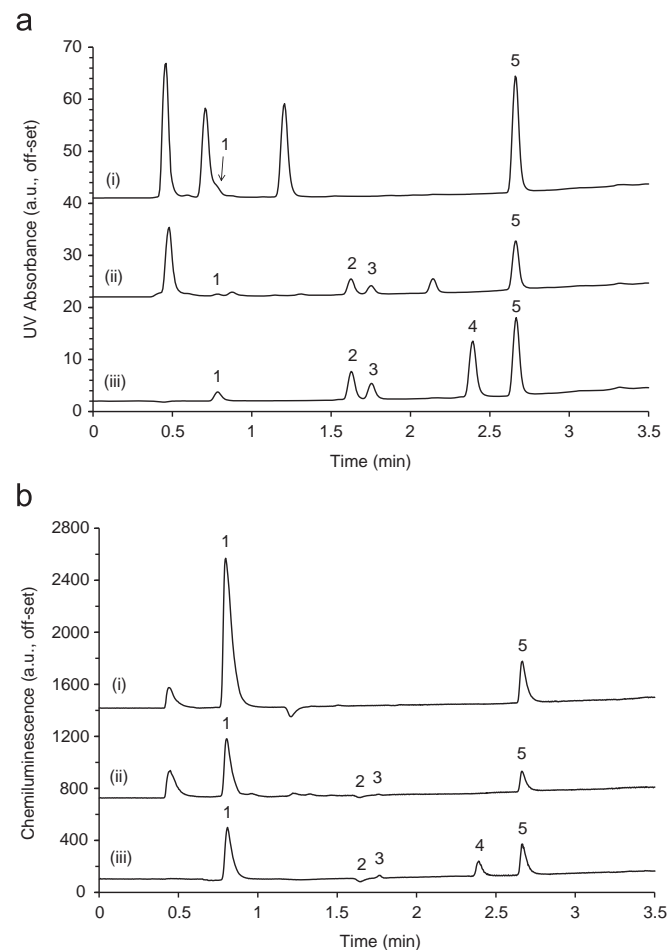 a
UV Absorbance (a.u., off-set)
70
60
50
40
30
20
10
0
(i)
1
5
(ii)
1
2
3
5
(iii)
1
2
3
4
5
0 0.5 1 1.5 2 2.5 3 3.5
Time (min)
b
Chemiluminescence (a.u., off-set)
2800
2400
2000
1600
1200
800
400
0
(i)
1
5
(ii)
1
2
3
5
(iii)
1
2
3
4
5
0 0.5 1 1.5 2 2.5 3 3.5
Time (min)